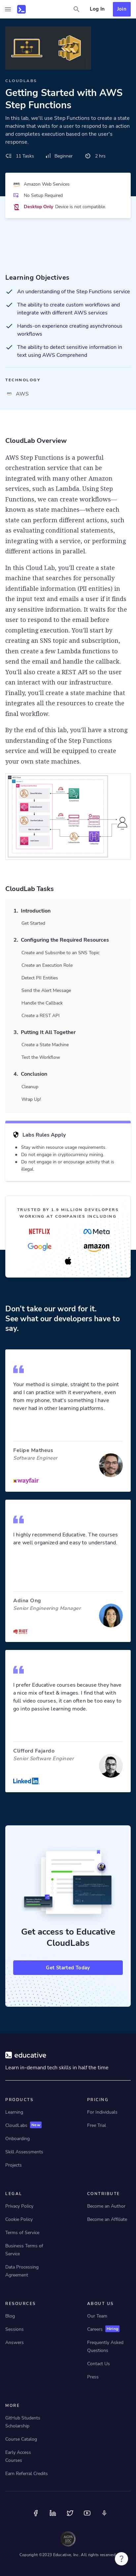 Log In
Join
CLOUDLABS
Getting Started with AWS
Step Functions
In this lab, we'll use Step Functions to create a state
machine that waits for a user to respond to an action
and decides execution based on the user's
response.
11 Tasks
Beginner
2 hrs
Amazon Web Services
No Setup Required
Desktop Only Device is not compatible.
Learning Objectives
An understanding of the Step Functions service
The ability to create custom workflows and
integrate with different AWS services
Hands-on experience creating asynchronous
workflows
The ability to detect sensitive information in
text using AWS Comprehend
TECHNOLOGY
AWS
CloudLab Overview
AWS Step Functions is a powerful
orchestration service that can be
integrated with many other Amazon
services, such as Lambda. Using Step
Functions, we can create workflows—
known as state machines—where each
state can perform different actions, such
as invoking a Lambda function,
integrating with a service, or performing
different actions in parallel.
In this Cloud Lab, you'll create a state
machine that will detect personally
identifiable information (PII) entities in
input text and emails a user if it finds
any. It would then wait for the user to
respond to the email before
completing execution. You'll start by
creating an SNS topic for subscription,
then create a few Lambda functions to
send the email and handle the callback.
You'll also create a REST API so the user
can interact with your infrastructure.
Finally, you'll create a state machine that
integrates all the resources to create the
final workflow.
By the end of this lab, you'll have a strong
understanding of the Step Functions
service and will be equipped to create
your own state machines.
CloudLab Tasks
1. Introduction
Get Started
2. Configuring the Required Resources
Create and Subscribe to an SNS Topic
Create an Execution Role
Detect PII Entities
Send the Alert Message
Handle the Callback
Create a REST API
3. Putting It All Together
Create a State Machine
Test the Workflow
4. Conclusion
Cleanup
Wrap Up!
Labs Rules Apply
Stay within resource usage requirements.
Do not engage in cryptocurrency mining.
Do not engage in or encourage activity that is
illegal.
TRUSTED BY 1.9 MILLION DEVELOPERS
WORKING AT COMPANIES INCLUDING
NETFLIX
Meta
Google
amazon
Don't take our word for it.
See what our developers have to
say.
Your method is simple, straight to the point
and I can practice with it everywhere, even
from my phone, that's something I have
never had in other learning platforms.
Felipe Matheus
Software Engineer
wayfair
I highly recommend Educative. The courses
are well organized and easy to understand.
Adina Ong
Senior Engineering Manager
RIOT
I prefer Educative courses because they have
a nice mix of text & images. I find that with
full video courses, it can often be too easy to
go into passive learning mode.
Clifford Fajardo
Senior Software Engineer
LinkedIn
Get access to Educative
CloudLabs
Get Started Today
educative
Learn in-demand tech skills in half the time
PRODUCTS
Learning
CloudLabs New
Onboarding
Skill Assessments
Projects
PRICING
For Individuals
Free Trial
LEGAL
Privacy Policy
Cookie Policy
Terms of Service
Business Terms of
Service
Data Processing
Agreement
CONTRIBUTE
Become an Author
Become an Affiliate
RESOURCES
Blog
Sessions
Answers
ABOUT US
Our Team
Careers Hiring
Frequently Asked
Questions
Contact Us
Press
MORE
GitHub Students
Scholarship
Course Catalog
Early Access
Courses
Earn Referral Credits
Copyright ©2023 Educative, Inc. All rights reserved.
?